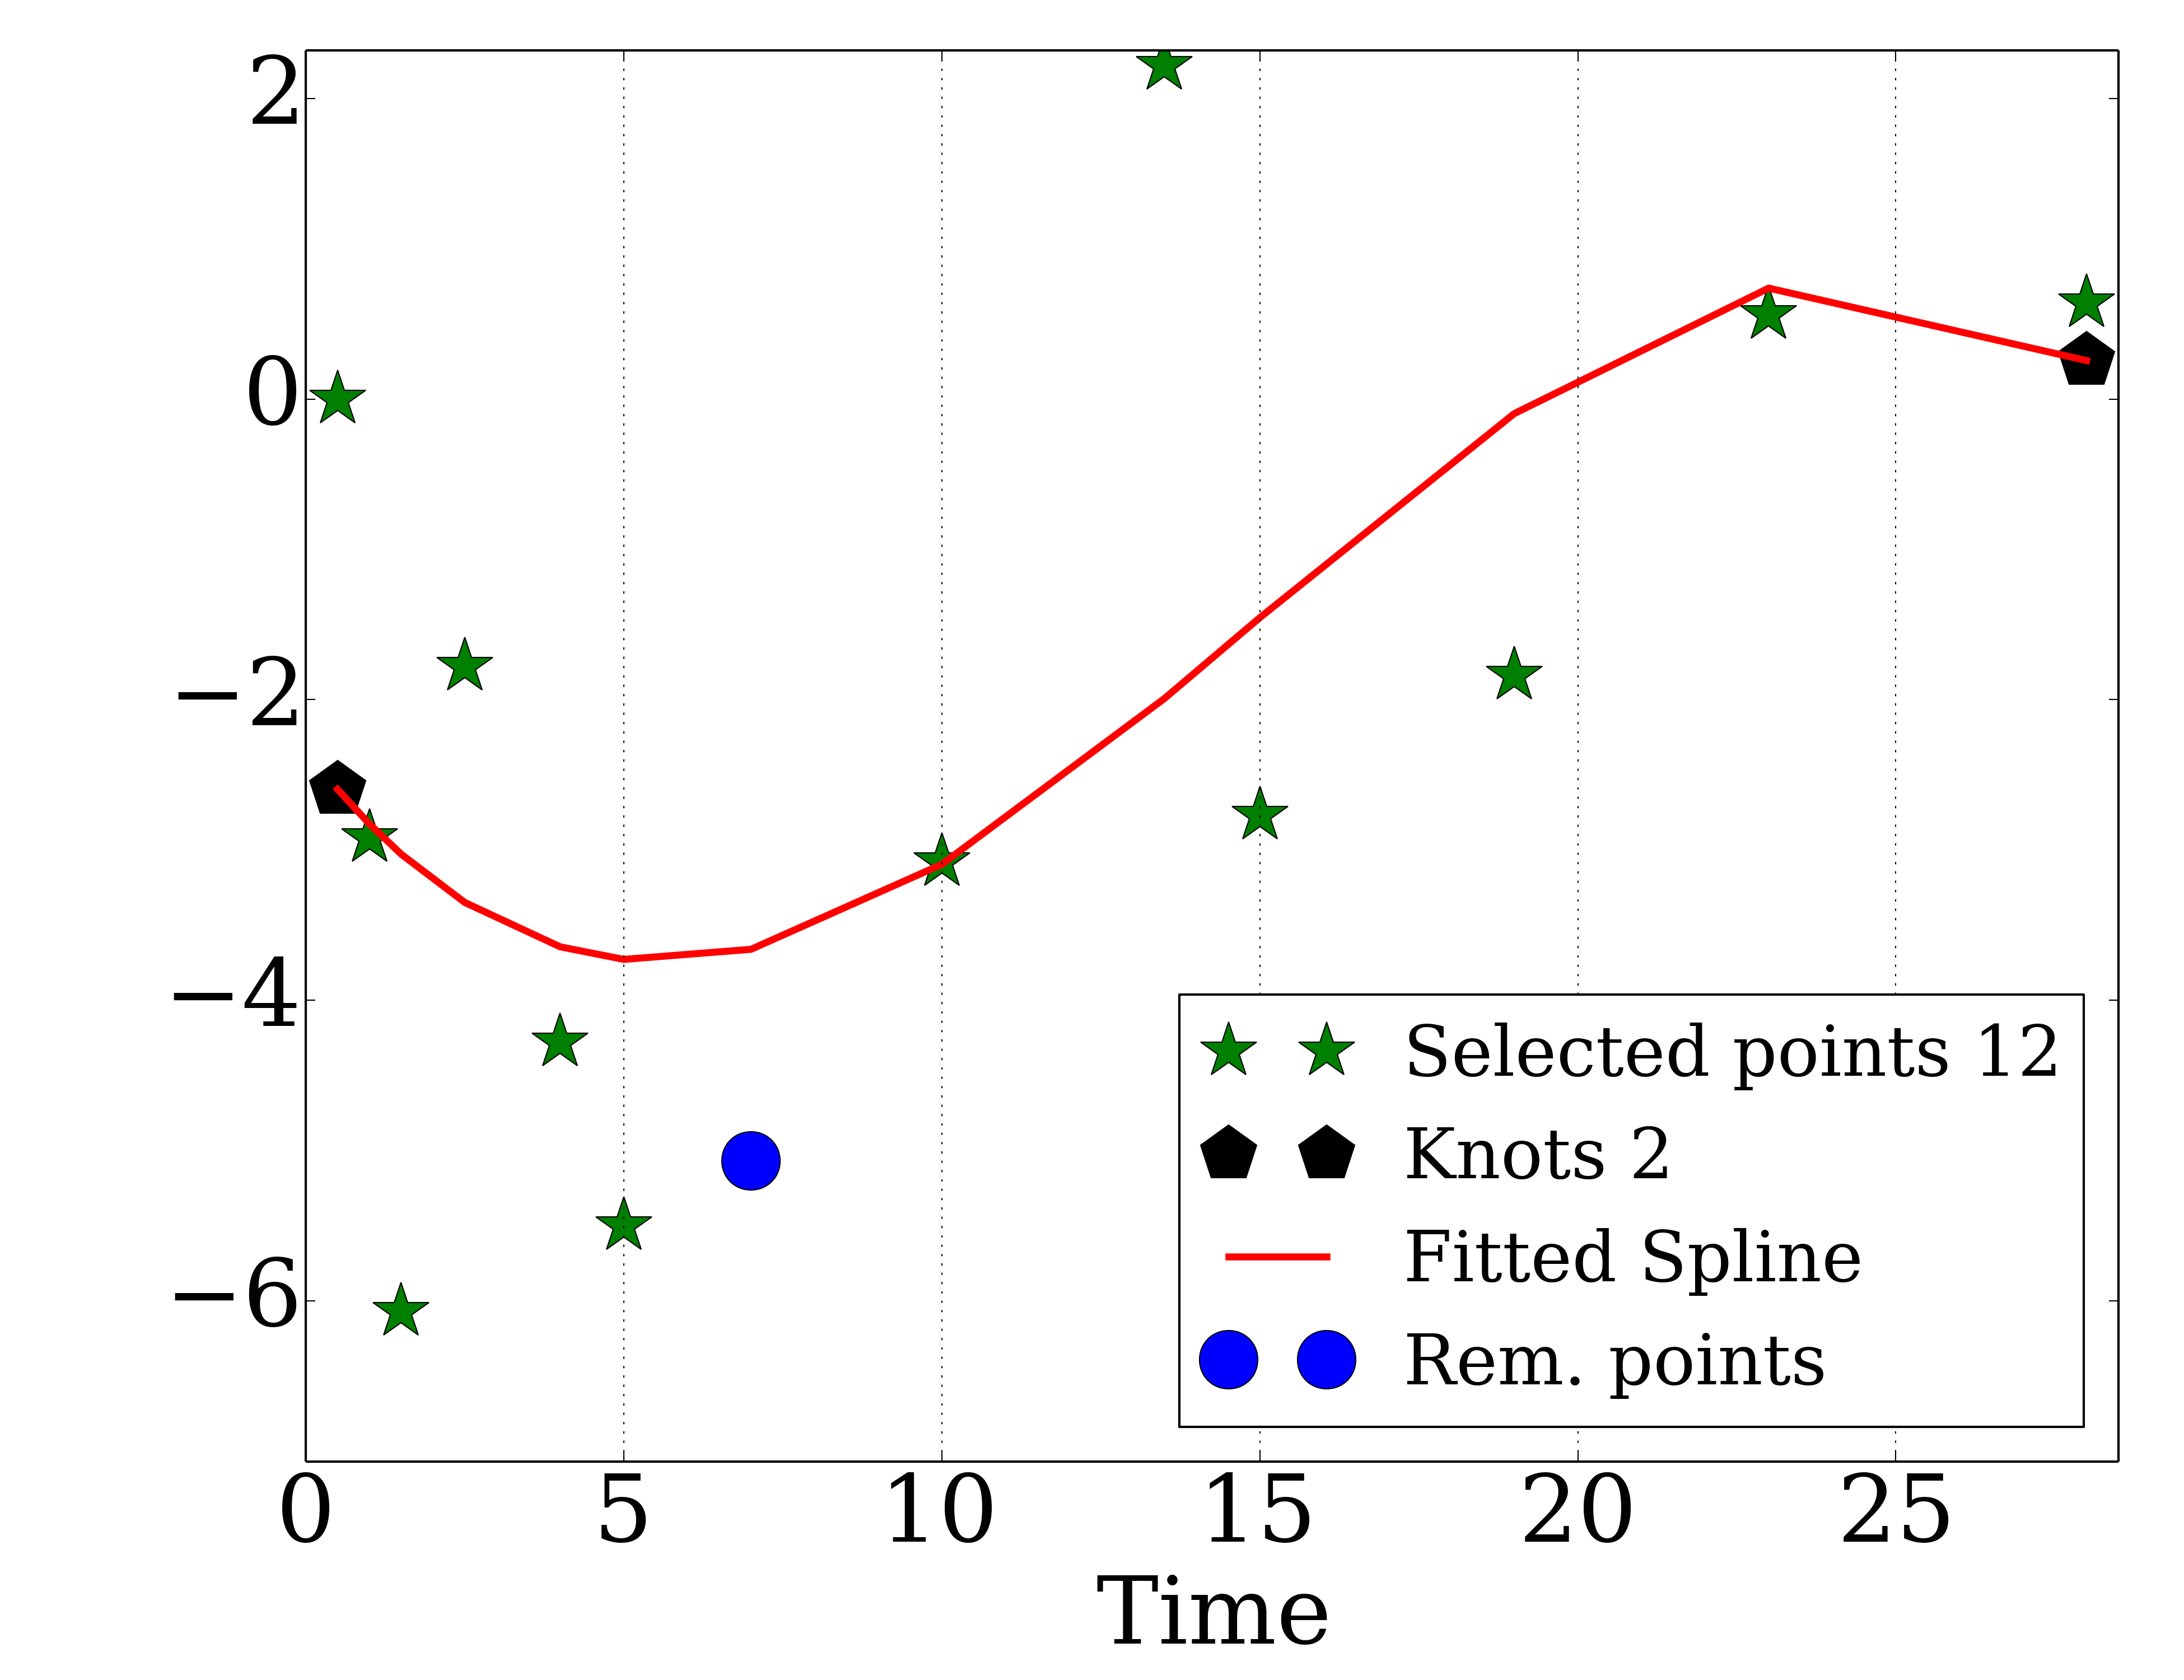 2
0
−2
−4
−6
Selected points 12
Knots 2
Fitted Spline
Rem. points
0 5 10 15 20 25
Time